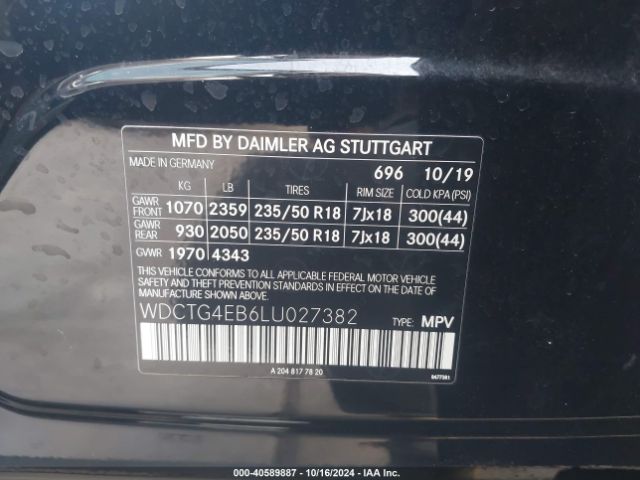 MFD BY DAIMLER AG STUTTGART
MADE IN GERMANY 696 10/19
KG LB TIRES RIM SIZE COLD KPA(PSI)
GAWR FRONT 1070 2359 235/50 R18 7Jx18 300(44)
GAWR REAR 930 2050 235/50 R18 7Jx18 300(44)
GVWR 1970 4343
THIS VEHICLE CONFORMS TO ALL APPLICABLE FEDERAL MOTOR VEHICLE
SAFETY AND THEFT PREVENTION STANDARDS IN EFFECT ON THE DATE
OF MANUFACTURE SHOWN ABOVE.
WDCTG4EB6LU027382 TYPE: MPV
A 204 817 78 20
000-40589887 - 10/16/2024 - IAA Inc.